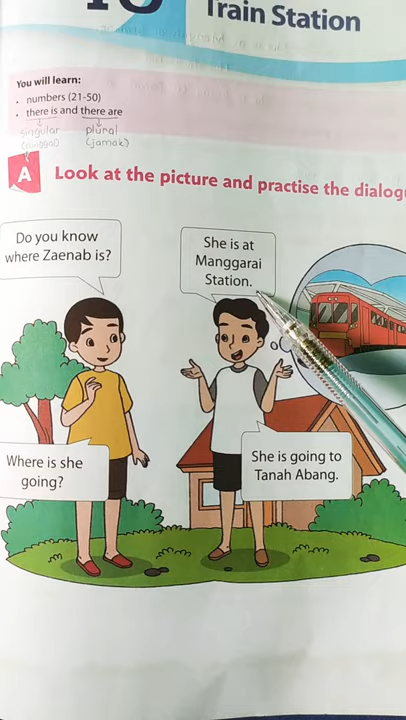 Train Station
You will learn:
• numbers (21-50)
• there is and there are
singular plural
(tunggal) (jamak)
A Look at the picture and practise the dialogu
Do you know
where Zaenab is?
She is at
Manggarai
Station.
Where is she
going?
She is going to
Tanah Abang.